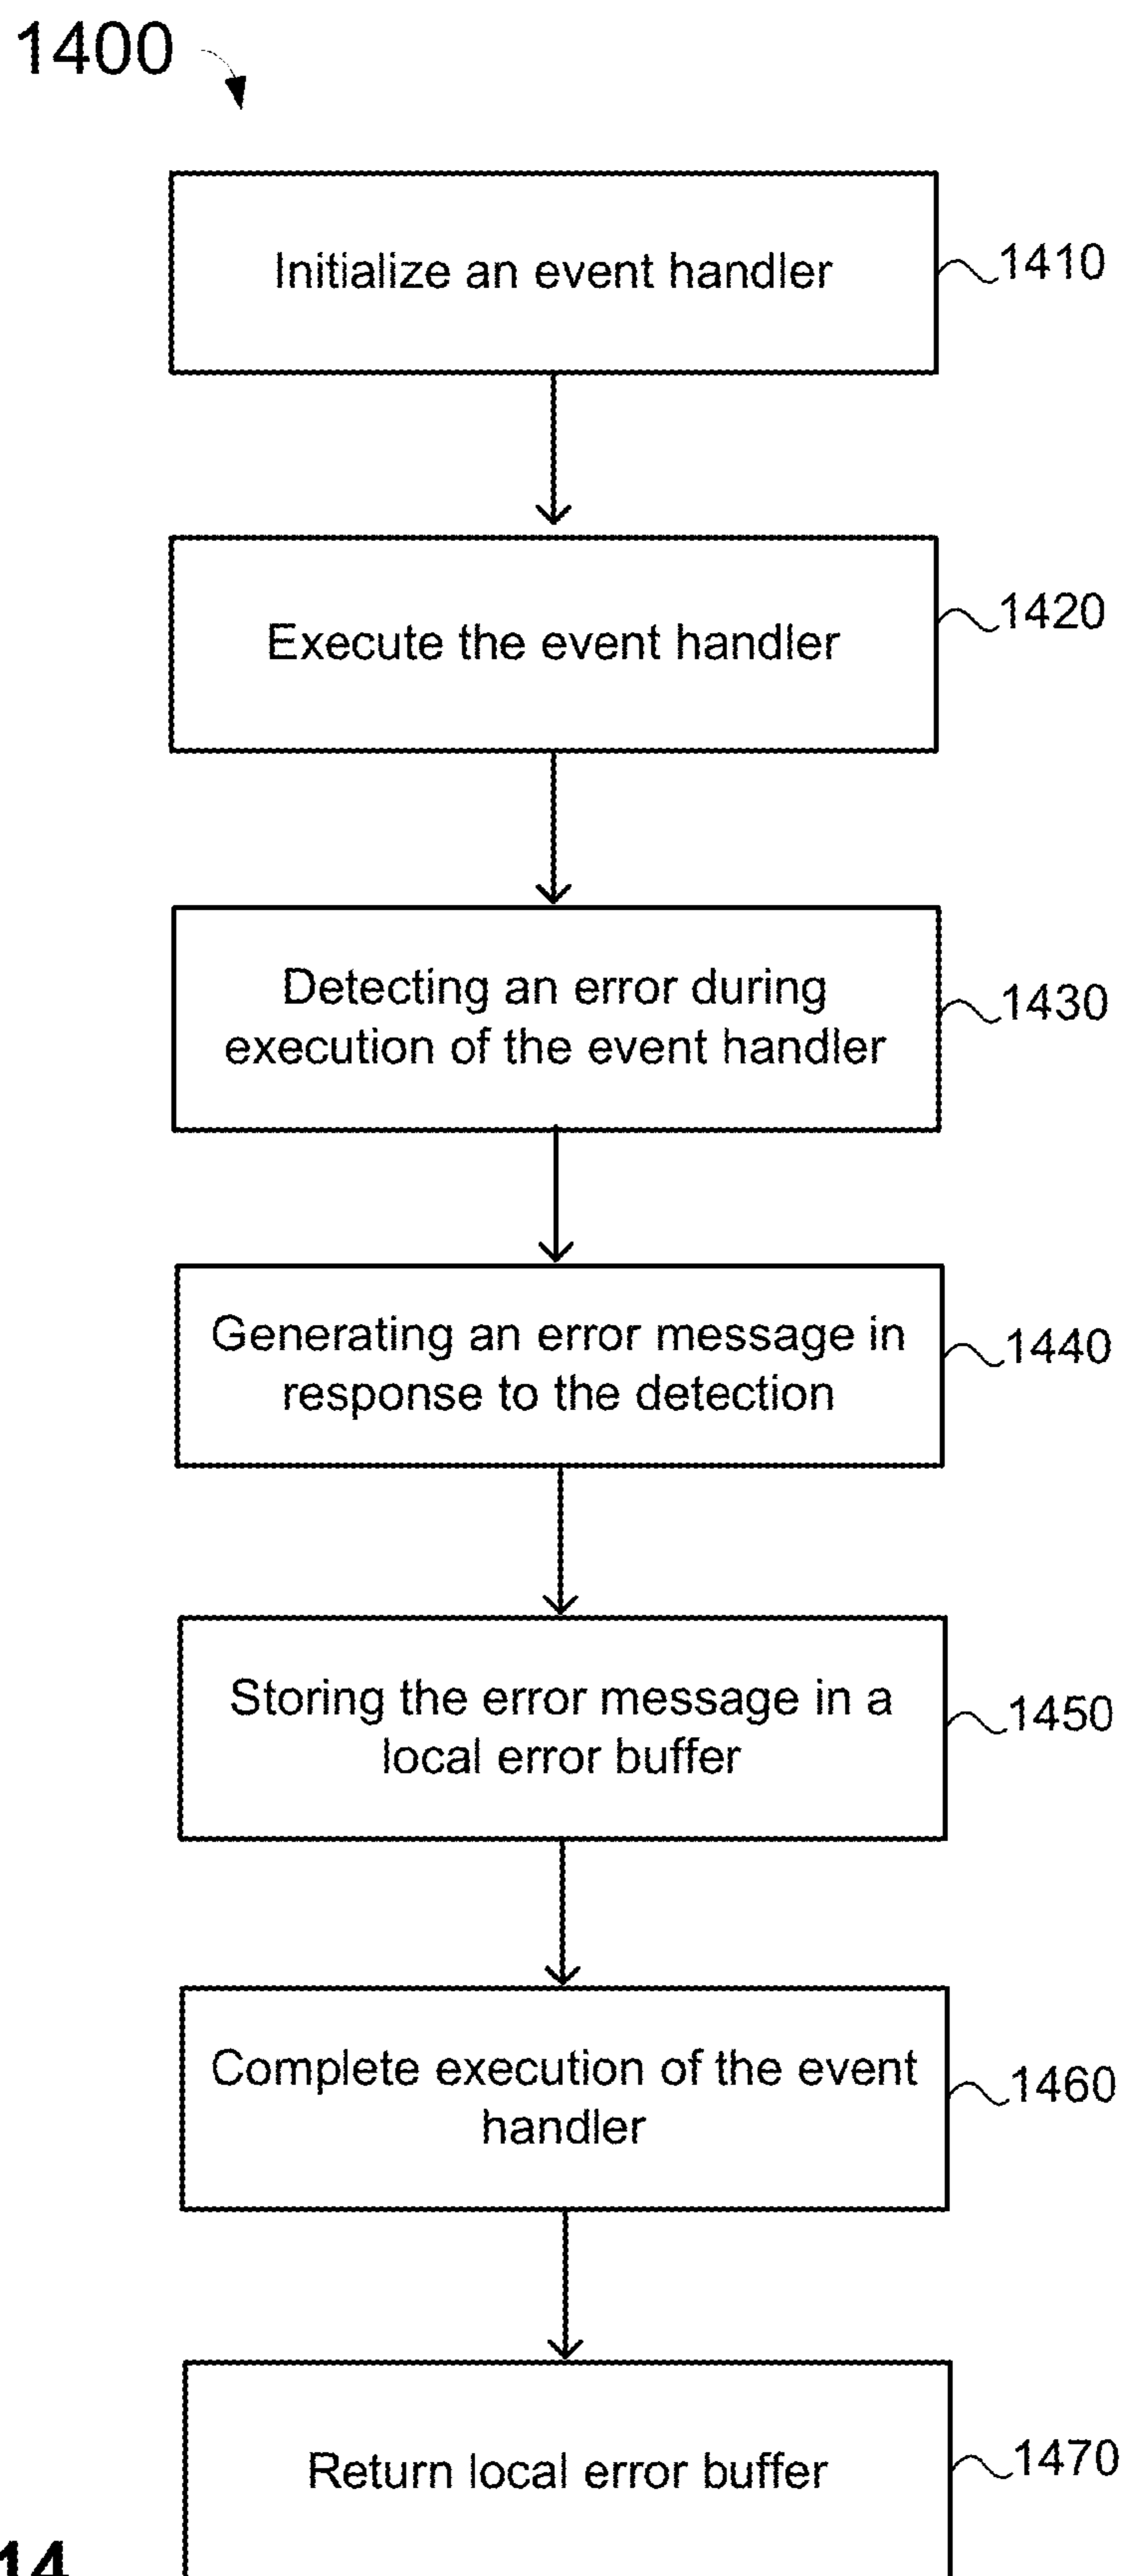 1400
Initialize an event handler
1410
Execute the event handler
1420
Detecting an error during
execution of the event handler
1430
Generating an error message in
response to the detection
1440
Storing the error message in a
local error buffer
1450
Complete execution of the event
handler
1460
Return local error buffer
1470
14